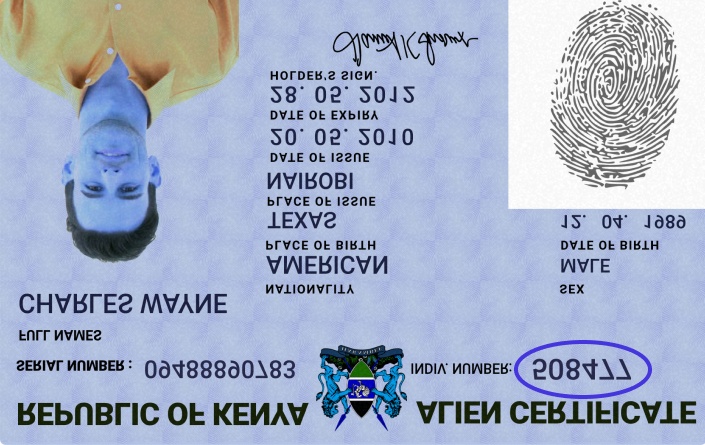 REPUBLIC OF KENYA ALIEN CERTIFICATE
SERIAL NUMBER: 09488890783 INDIV. NUMBER: 508477
FULL NAMES
CHARLES WAYNE
NATIONALITY
AMERICAN
PLACE OF BIRTH
TEXAS
PLACE OF ISSUE
NAIROBI
DATE OF ISSUE
20. 05. 2010
DATE OF EXPIRY
28. 05. 2012
HOLDER'S SIGN.
SEX
MALE
DATE OF BIRTH
12. 04. 1989